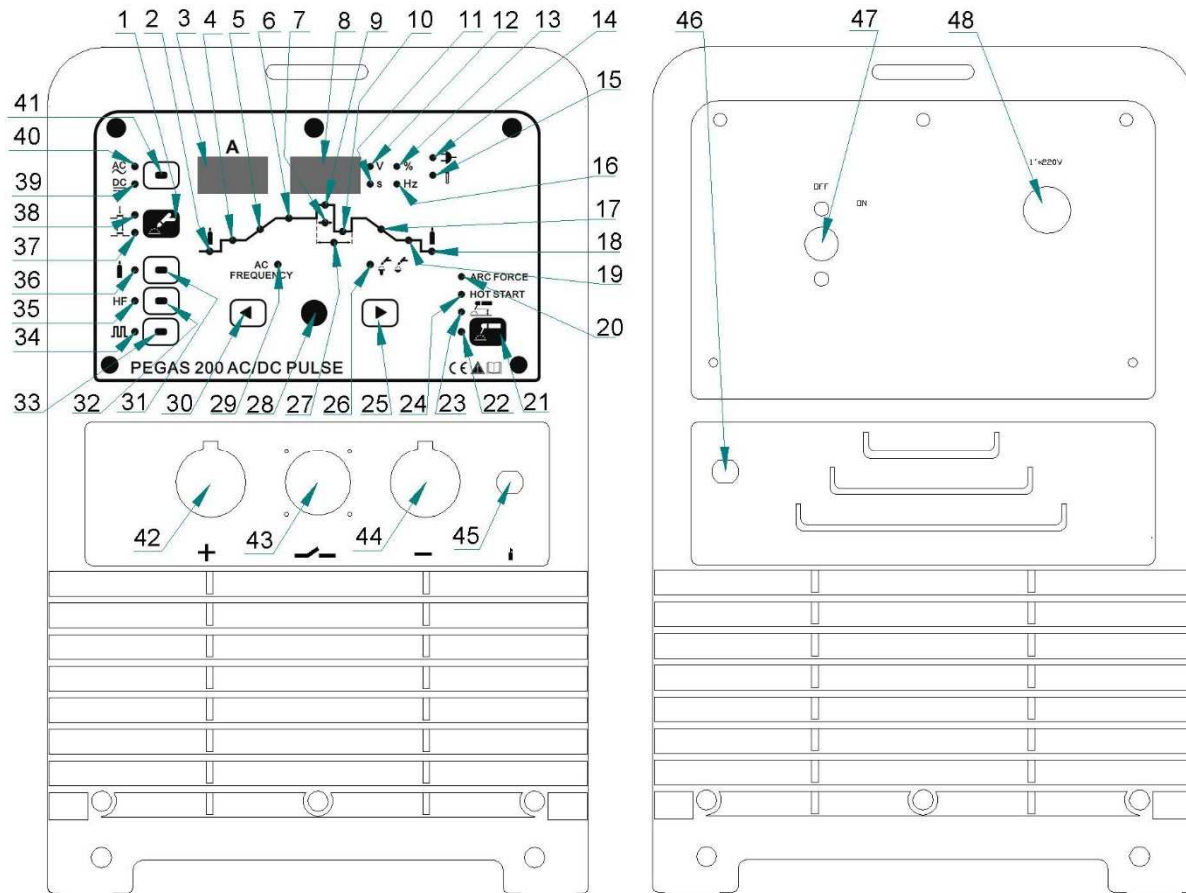 1 2 3 4 5 6 7 8 9 10 11 12 13 14
15
16
17
18
19
20
41
40
39
38
37
36
35
34
A
AC
DC
V %
s Hz
AC
FREQUENCY
ARC FORCE
HOT START
HF
PEGAS 200 AC/DC PULSE
CE
33 32 31 30 29 28 27 26 25 24 23 22 21
42 43 44 45
+ −
46 47 48
OFF
ON
1~220V